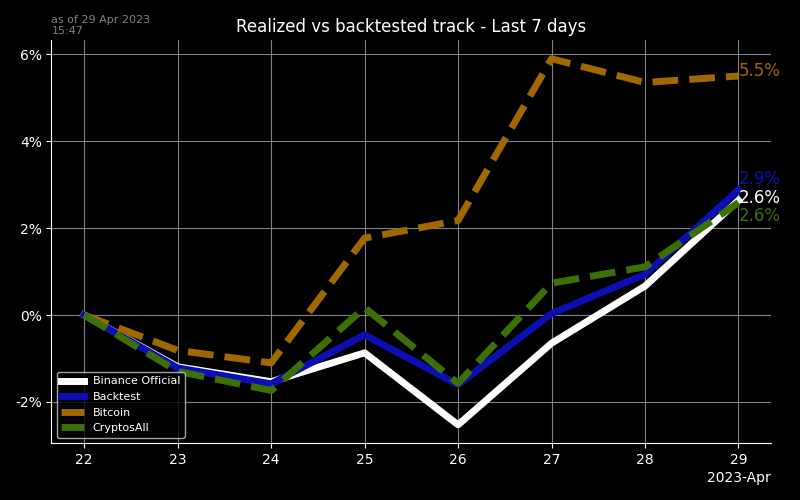 as of 29 Apr 2023
15:47
Realized vs backtested track - Last 7 days
6%
4%
2%
0%
-2%
5.5%
2.9%
2.6%
2.6%
Binance Official
Backtest
Bitcoin
CryptosAll
22 23 24 25 26 27 28 29
2023-Apr